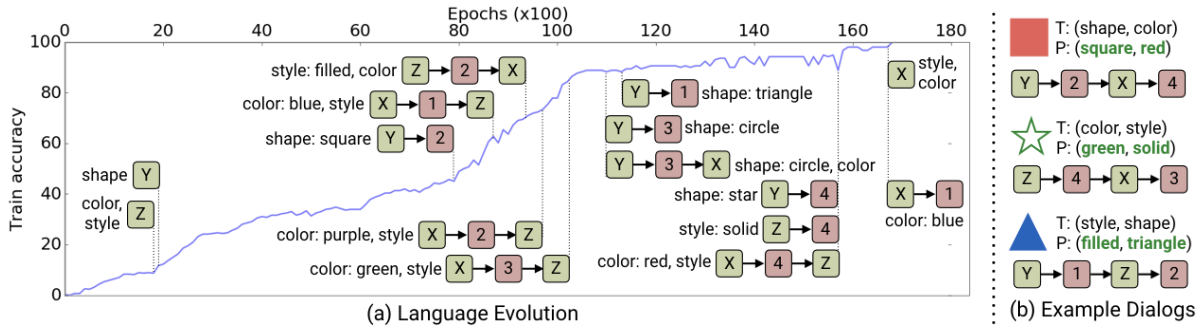 Epochs (x100)
0 20 40 60 80 100 120 140 160 180
Train accuracy
100
80
60
40
20
0
shape Y
color, style Z
style: filled, color Z 2 X
color: blue, style X 1 Z
shape: square Y 2
color: purple, style X 2 Z
color: green, style X 3 Z
Y 1 shape: triangle
Y 3 shape: circle
Y 3 X shape: circle, color
shape: star Y 4
style: solid Z 4
color: red, style X 4 Z
X style, color
X 1
color: blue
(a) Language Evolution
T: (shape, color)
P: (square, red)
Y 2 X 4
T: (color, style)
P: (green, solid)
Z 4 X 3
T: (style, shape)
P: (filled, triangle)
Y 1 Z 2
(b) Example Dialogs